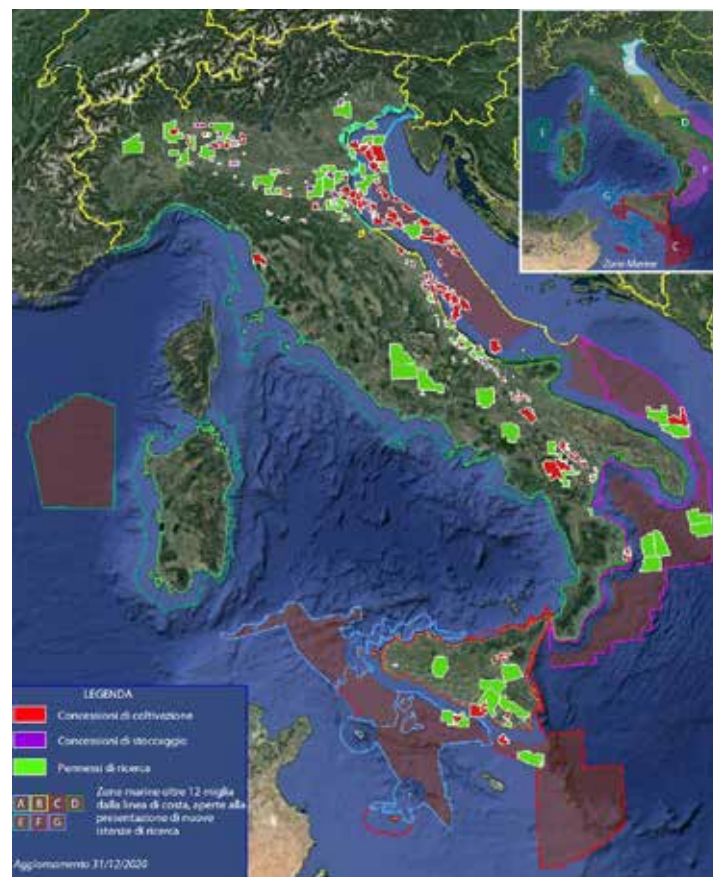 E
D
F
G
C
Zone Marine
LEGENDA
Concessioni di coltivazione
Concessioni di stoccaggio
Permessi di ricerca
Zone marine oltre 12 miglia
dalla linea di costa, aperte alla
A B C D
presentazione di nuove
E F G
istanze di ricerca
Aggiornamento 31/12/2020